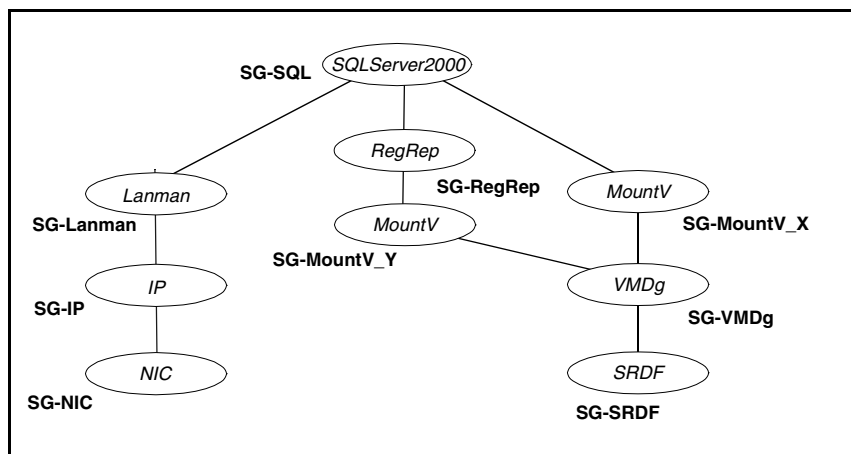 SQLServer2000
SG-SQL
RegRep
SG-RegRep
Lanman
SG-Lanman
MountV
SG-MountV_X
MountV
SG-MountV_Y
IP
SG-IP
VMDg
SG-VMDg
NIC
SG-NIC
SRDF
SG-SRDF